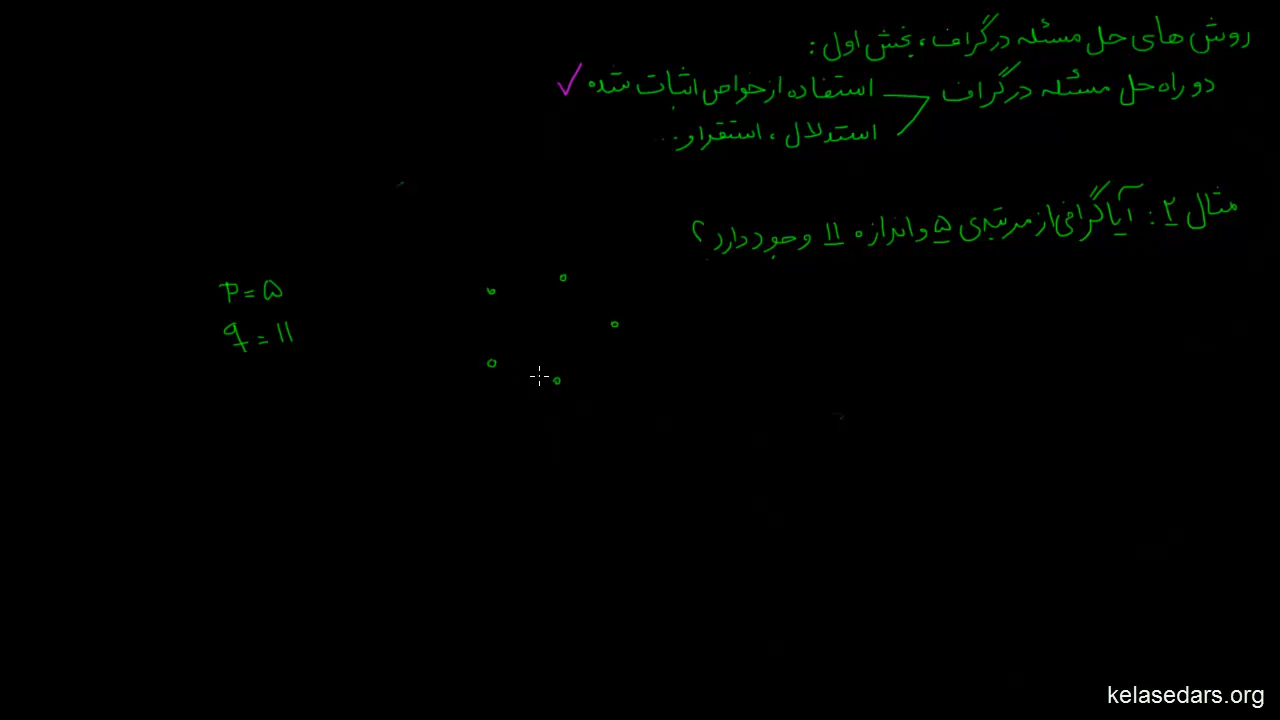 روش های حل مسئله در گراف، بخش اول:
دو راه حل مسئله در گراف
استفاده از خواص اثبات شده ✓
استدلال، استقرا و...
مثال ۲: آیا گرافی از مرتبه‌ی ۵ و اندازه ۱۱ وجود دارد؟
P = ۵
q = ۱۱
kelasedars.org